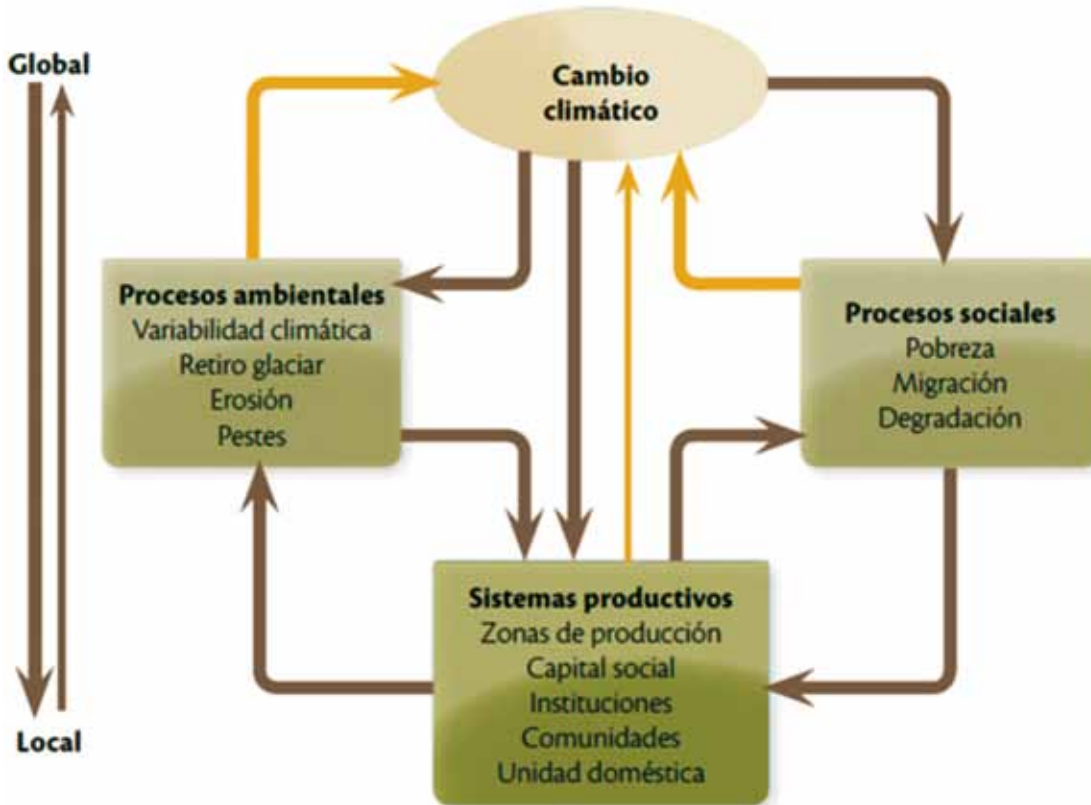 Global
Cambio
climático
Procesos ambientales
Variabilidad climática
Retiro glaciar
Erosión
Pestes
Procesos sociales
Pobreza
Migración
Degradación
Sistemas productivos
Zonas de producción
Capital social
Instituciones
Comunidades
Unidad doméstica
Local